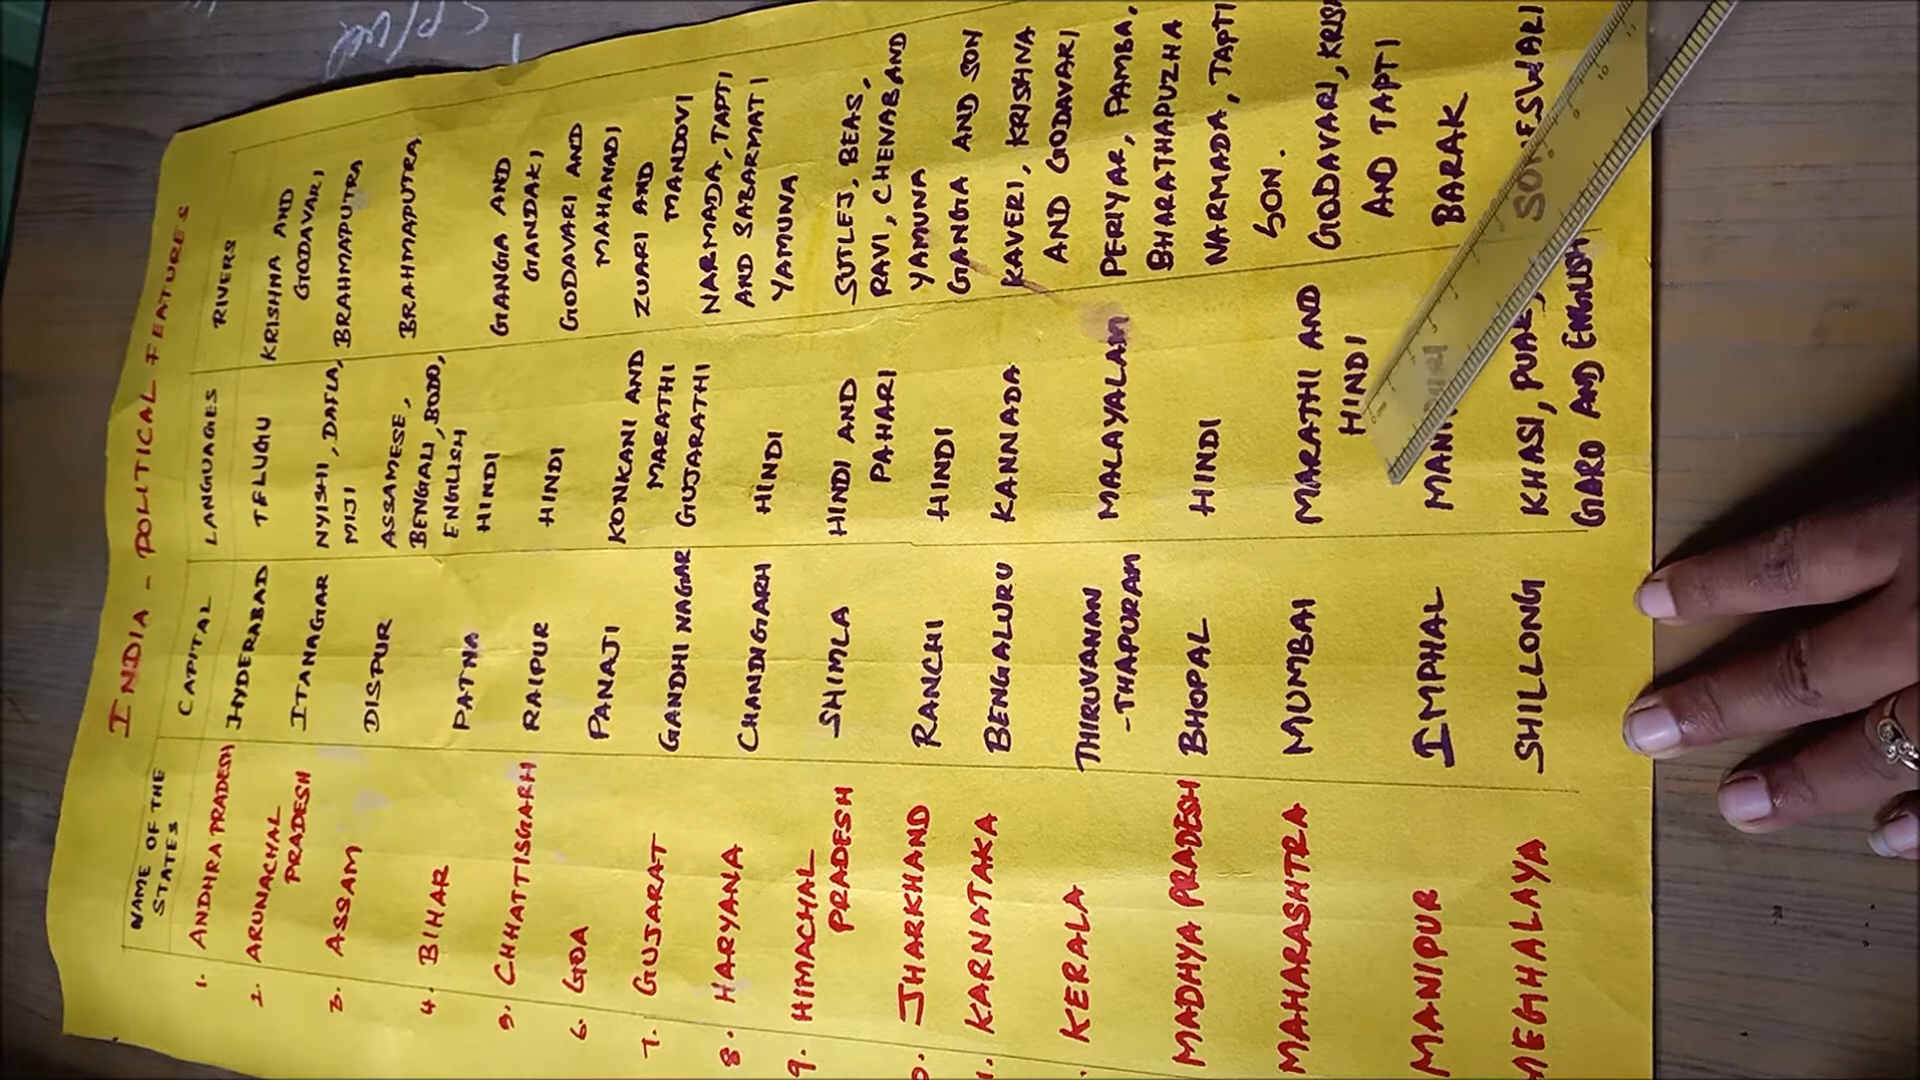 INDIA - POLITICAL FEATURES
NAME OF THE STATES CAPITAL LANGUAGES RIVERS
1. ANDHRA PRADESH HYDERABAD TELUGU KRISHNA AND GODAVARI
2. ARUNACHAL PRADESH ITANAGAR NYISHI, DAFLA, MIJI BRAHMAPUTRA
3. ASSAM DISPUR ASSAMESE, BENGALI, BODO, ENGLISH BRAHMAPUTRA
4. BIHAR PATNA HINDI GANGA AND GANDAKI
5. CHHATTISGARH RAIPUR HINDI GODAVARI AND MAHANADI
6. GOA PANAJI KONKANI AND MARATHI ZUARI AND MANDOVI
7. GUJARAT GANDHI NAGAR GUJARATHI NARMADA, TAPTI AND SABARMATI
8. HARYANA CHANDIGARH HINDI YAMUNA
9. HIMACHAL PRADESH SHIMLA HINDI AND PAHARI SUTLEJ, BEAS, RAVI, CHENAB AND YAMUNA
JHARKHAND RANCHI HINDI GANGA AND SON
KARNATAKA BENGALURU KANNADA KAVERI, KRISHNA AND GODAVARI
KERALA THIRUVANAN -THAPURAM MALAYALAM PERIYAR, PAMBA, BHARATHAPUZHA
MADHYA PRADESH BHOPAL HINDI NARMADA, TAPTI SON.
MAHARASHTRA MUMBAI MARATHI AND HINDI GODAVARI, AND TAPTI
MANIPUR IMPHAL BARAK
MEGHALAYA SHILLONG KHASI, GARO AND ENGLISH